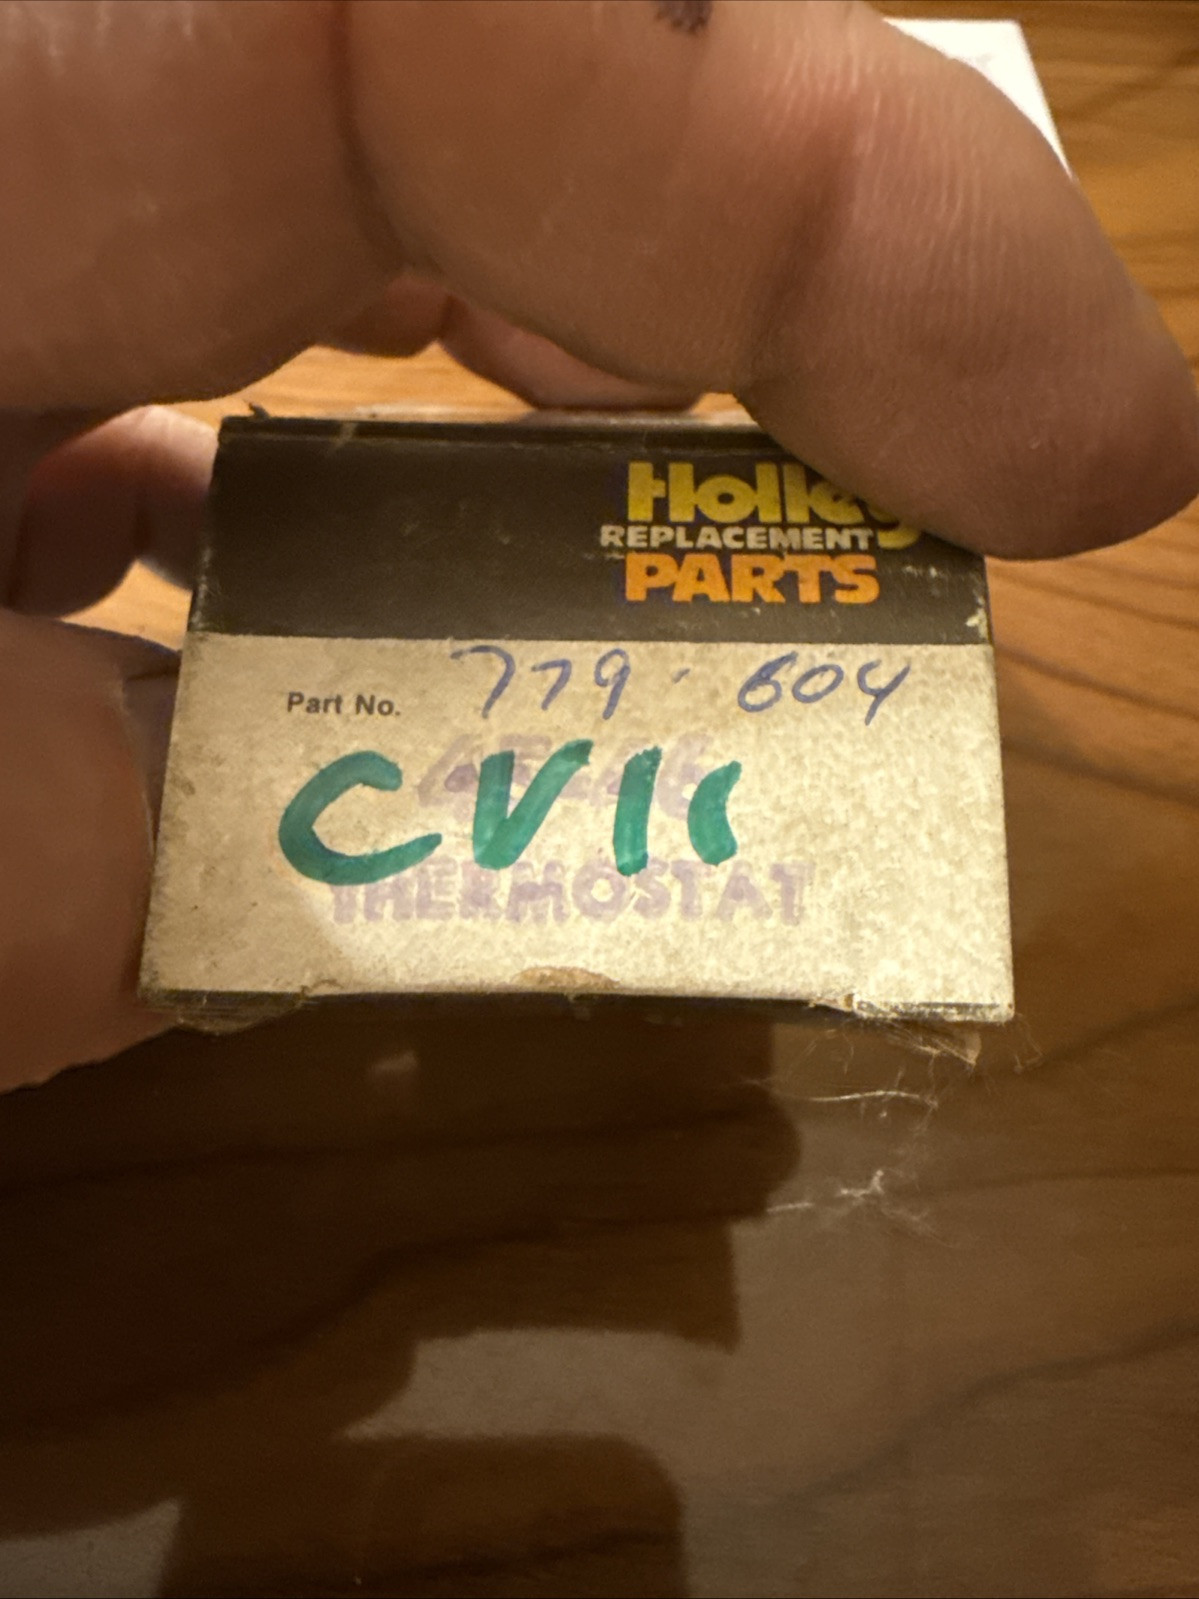 Holley
REPLACEMENT
PARTS
Part No. 779-604
CV11
THERMOSTAT